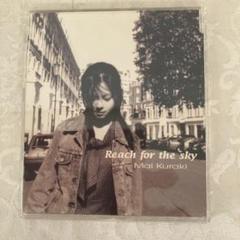 Reach for the sky
Mai Kuraki